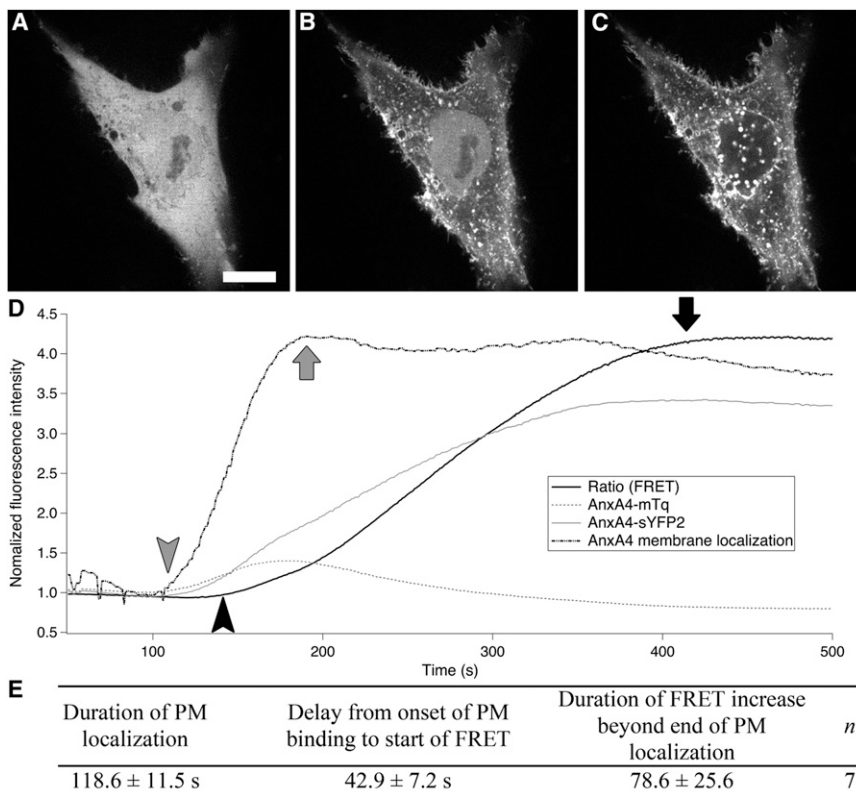 A
B
C
D
4.5
4.0
3.5
3.0
2.5
2.0
1.5
1.0
0.5
Nomalized fluorescence intensity
Ratio (FRET)
AnxA4-mTq
AnxA4-sYFP2
AnxA4 membrane localization
100
200
300
400
500
Time (s)
E
Duration of PM
localization
Delay from onset of PM
binding to start of FRET
Duration of FRET increase
beyond end of PM
localization
n
118.6 ± 11.5 s
42.9 ± 7.2 s
78.6 ± 25.6
7